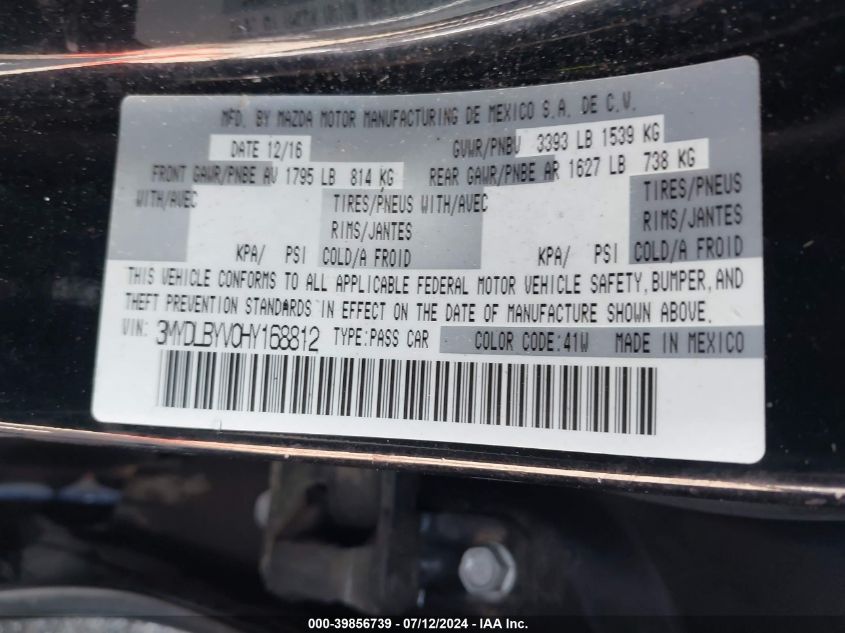 MFD. BY MAZDA MOTOR MANUFACTURING DE MEXICO S.A. DE C.V.
DATE 12/16 GVWR/PNBV 3393 LB 1539 KG
FRONT GAWR/PNBE AV 1795 LB 814 KG REAR GAWR/PNBE AR 1627 LB 738 KG
WITH/AVEC TIRES/PNEUS WITH/AVEC TIRES/PNEUS
RIMS/JANTES RIMS/JANTES
KPA/ PSI COLD/A FROID KPA/ PSI COLD/A FROID
THIS VEHICLE CONFORMS TO ALL APPLICABLE FEDERAL MOTOR VEHICLE SAFETY, BUMPER, AND
THEFT PREVENTION STANDARDS IN EFFECT ON THE DATE OF MANUFACTURE SHOWN ABOVE.
VIN: 3MYDLBYV0HY168812 TYPE:PASS CAR COLOR CODE:41W MADE IN MEXICO
000-39856739 - 07/12/2024 - IAA Inc.